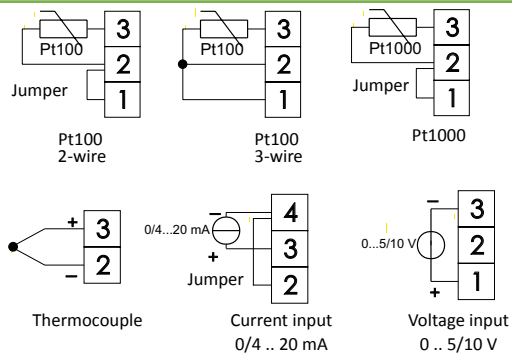 Pt100
3
2
1
Jumper
Pt100
2-wire
Pt100
3
2
1
Pt100
3-wire
Pt1000
3
2
1
Jumper
Pt1000
+
3
−
2
Thermocouple
−
4
0/4...20 mA
3
+
2
Jumper
Current input
0/4 .. 20 mA
−
3
0...5/10 V
2
1
+
Voltage input
0 .. 5/10 V